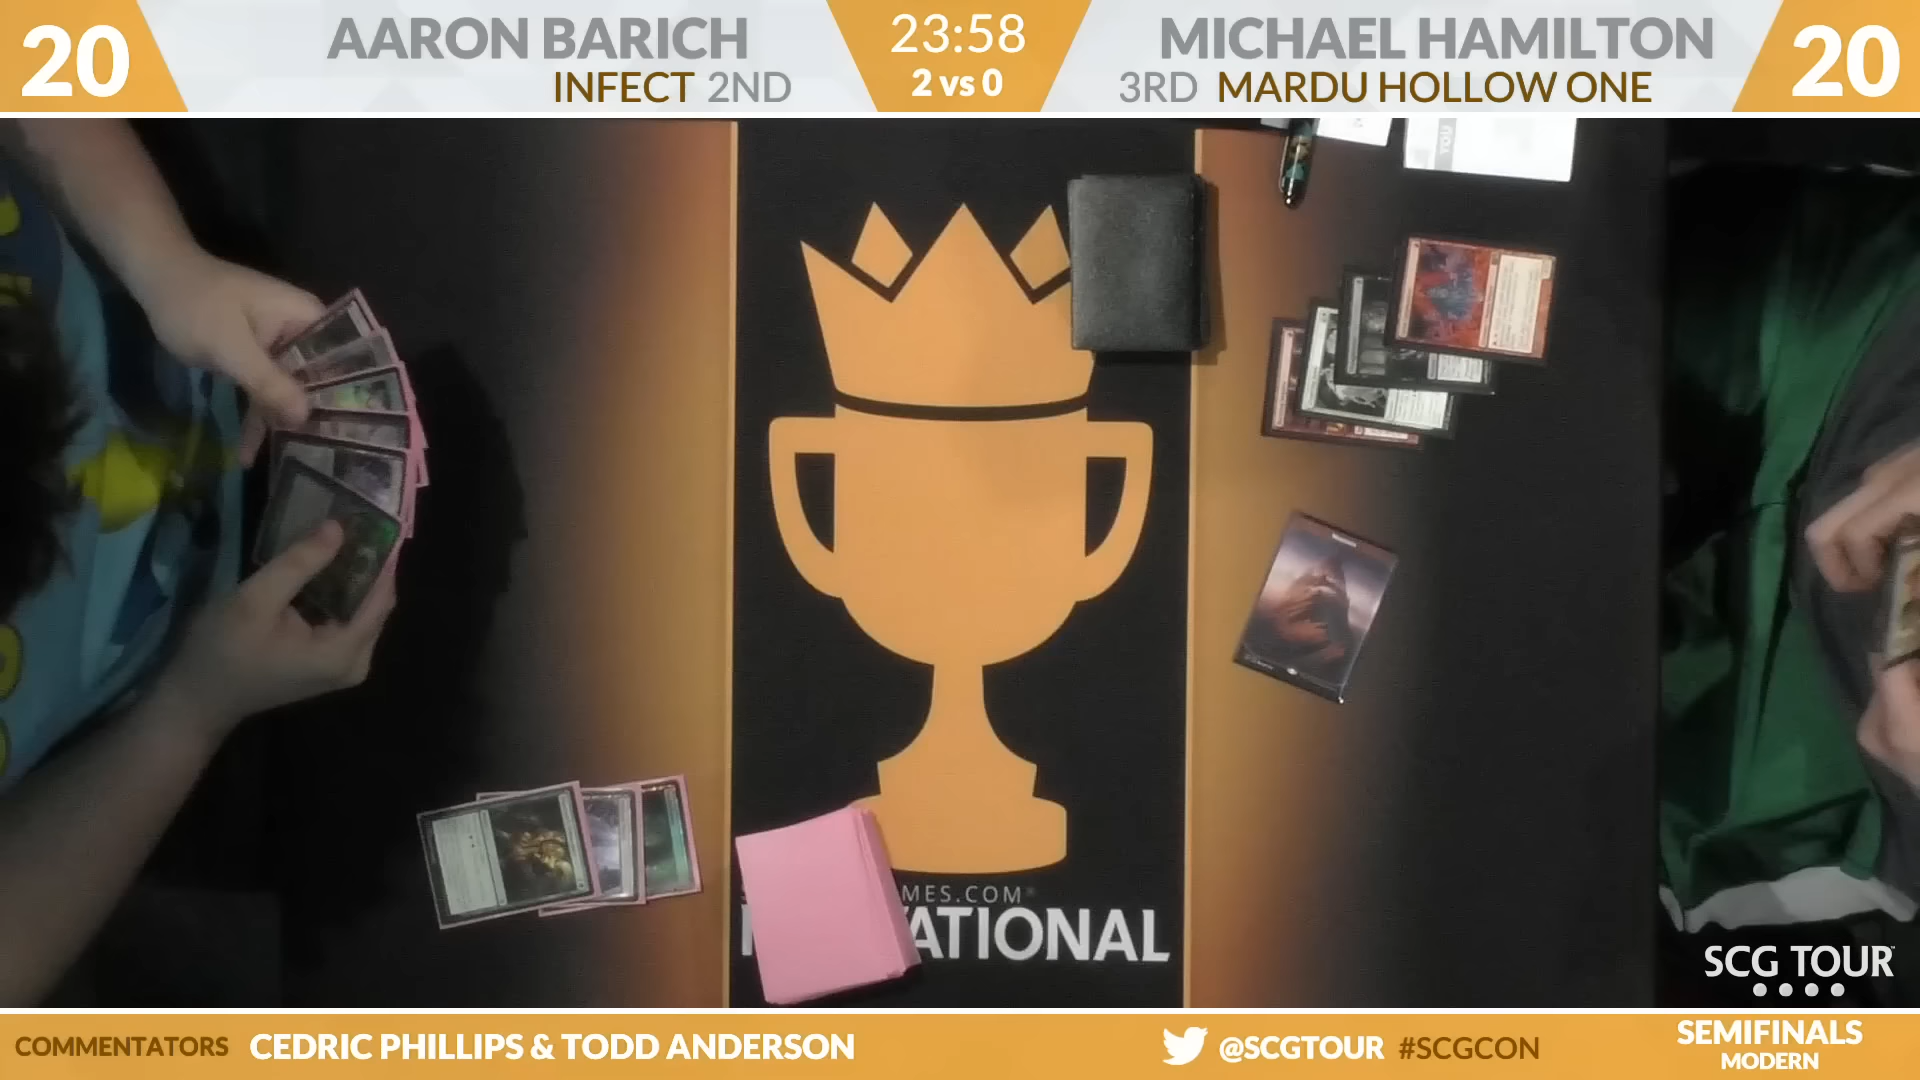 20
AARON BARICH
INFECT 2ND
23:58
2 vs 0
MICHAEL HAMILTON
3RD MARDU HOLLOW ONE
20
YOU
MES.COM
ATIONAL
SCG TOUR
COMMENTATORS CEDRIC PHILLIPS & TODD ANDERSON
@SCGTOUR #SCGCON
SEMIFINALS
MODERN